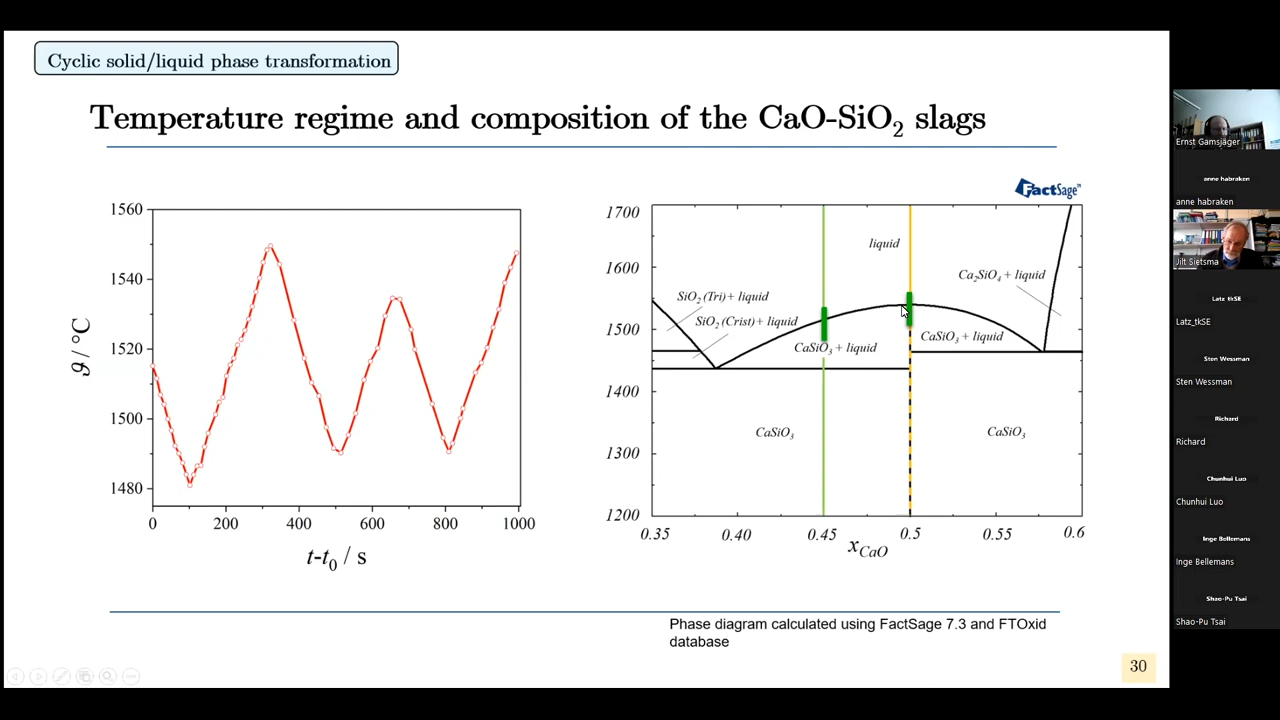 Cyclic solid/liquid phase transformation
Temperature regime and composition of the CaO-SiO₂ slags
FactSage™
1560
1540
1520
1500
1480
ϑ / °C
0
200
400
600
800
1000
t-t₀ / s
1700
1600
1500
1400
1300
1200
liquid
Ca₂SiO₄ + liquid
SiO₂ (Tri)+ liquid
SiO₂ (Crist)+ liquid
CaSiO₃ + liquid
CaSiO₃ + liquid
CaSiO₃
CaSiO₃
0.35
0.40
0.45
0.5
0.55
0.6
x_CaO
Phase diagram calculated using FactSage 7.3 and FTOxid
database
30
Ernst Gamsjäger
anne habraken
anne habraken
Jilt Sietsma
Latz_tkSE
Latz_tkSE
Sten Wessman
Sten Wessman
Richard
Richard
Chunhui Luo
Chunhui Luo
Inge Bellemans
Inge Bellemans
Shao-Pu Tsai
Shao-Pu Tsai